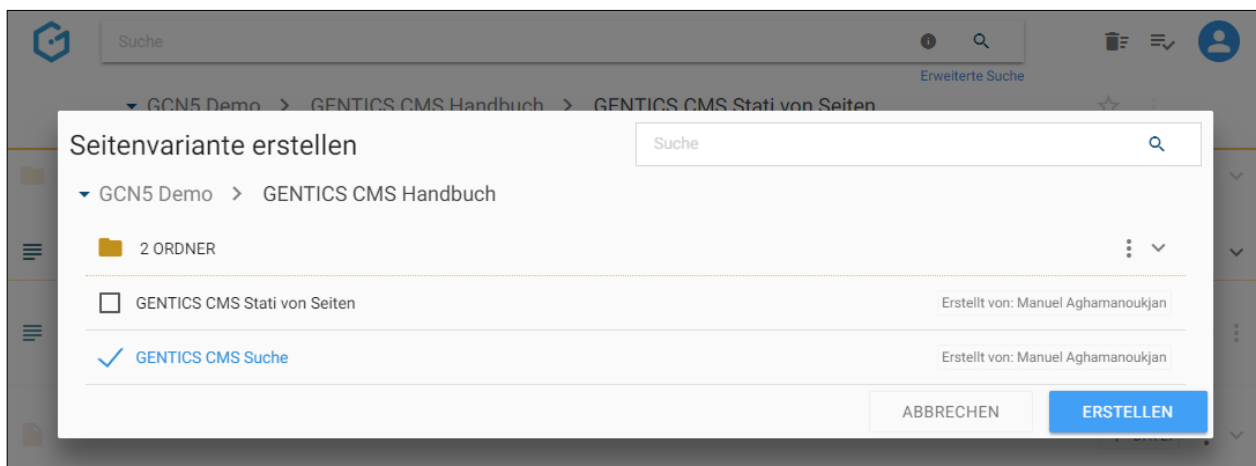 Suche
Erweiterte Suche
GCN5 Demo > GENTICS CMS Handbuch > GENTICS CMS Stati von Seiten
Seitenvariante erstellen
Suche
GCN5 Demo > GENTICS CMS Handbuch
2 ORDNER
GENTICS CMS Stati von Seiten
Erstellt von: Manuel Aghamanoukjan
GENTICS CMS Suche
Erstellt von: Manuel Aghamanoukjan
ABBRECHEN
ERSTELLEN